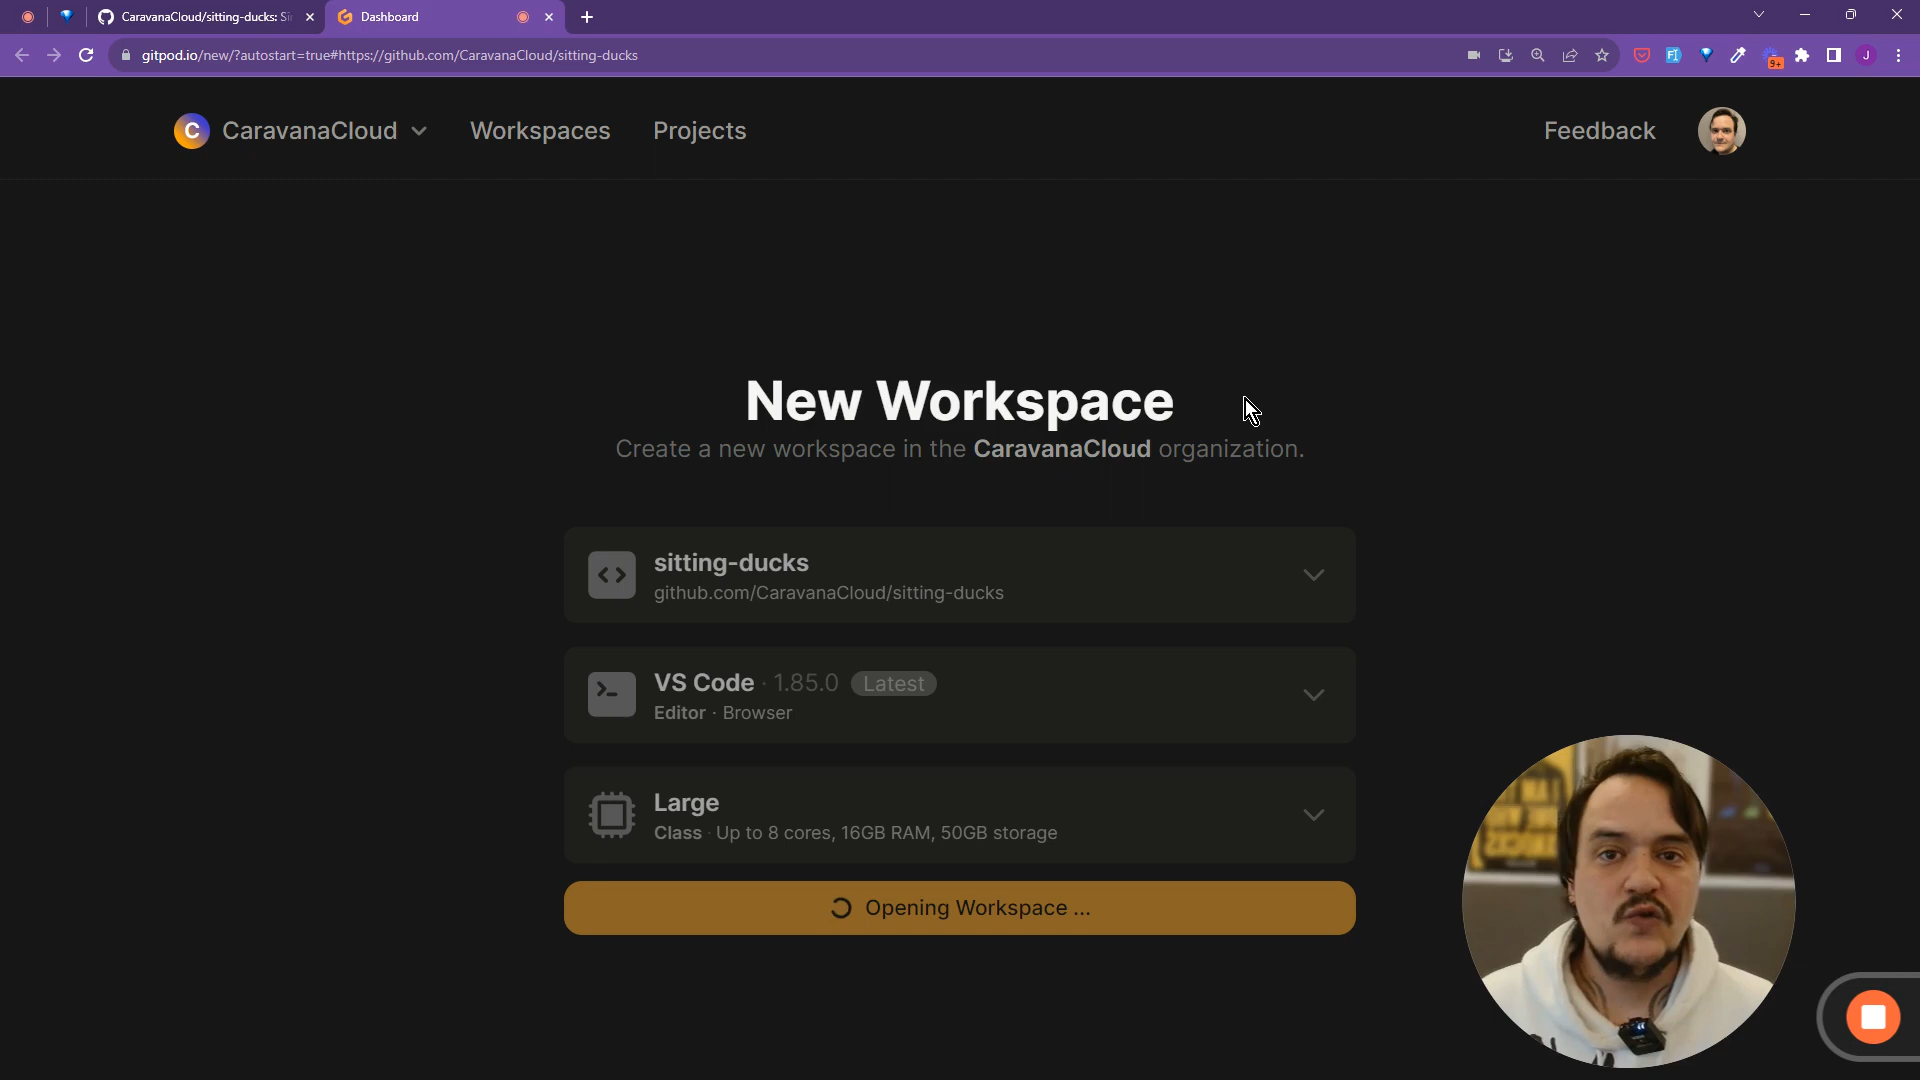 CaravanaCloud/sitting-ducks: Si
Dashboard
gitpod.io/new/?autostart=true#https://github.com/CaravanaCloud/sitting-ducks
9+
J
C
CaravanaCloud
Workspaces
Projects
Feedback
New Workspace
Create a new workspace in the CaravanaCloud organization.
sitting-ducks
github.com/CaravanaCloud/sitting-ducks
VS Code · 1.85.0 Latest
Editor · Browser
Large
Class · Up to 8 cores, 16GB RAM, 50GB storage
Opening Workspace ...